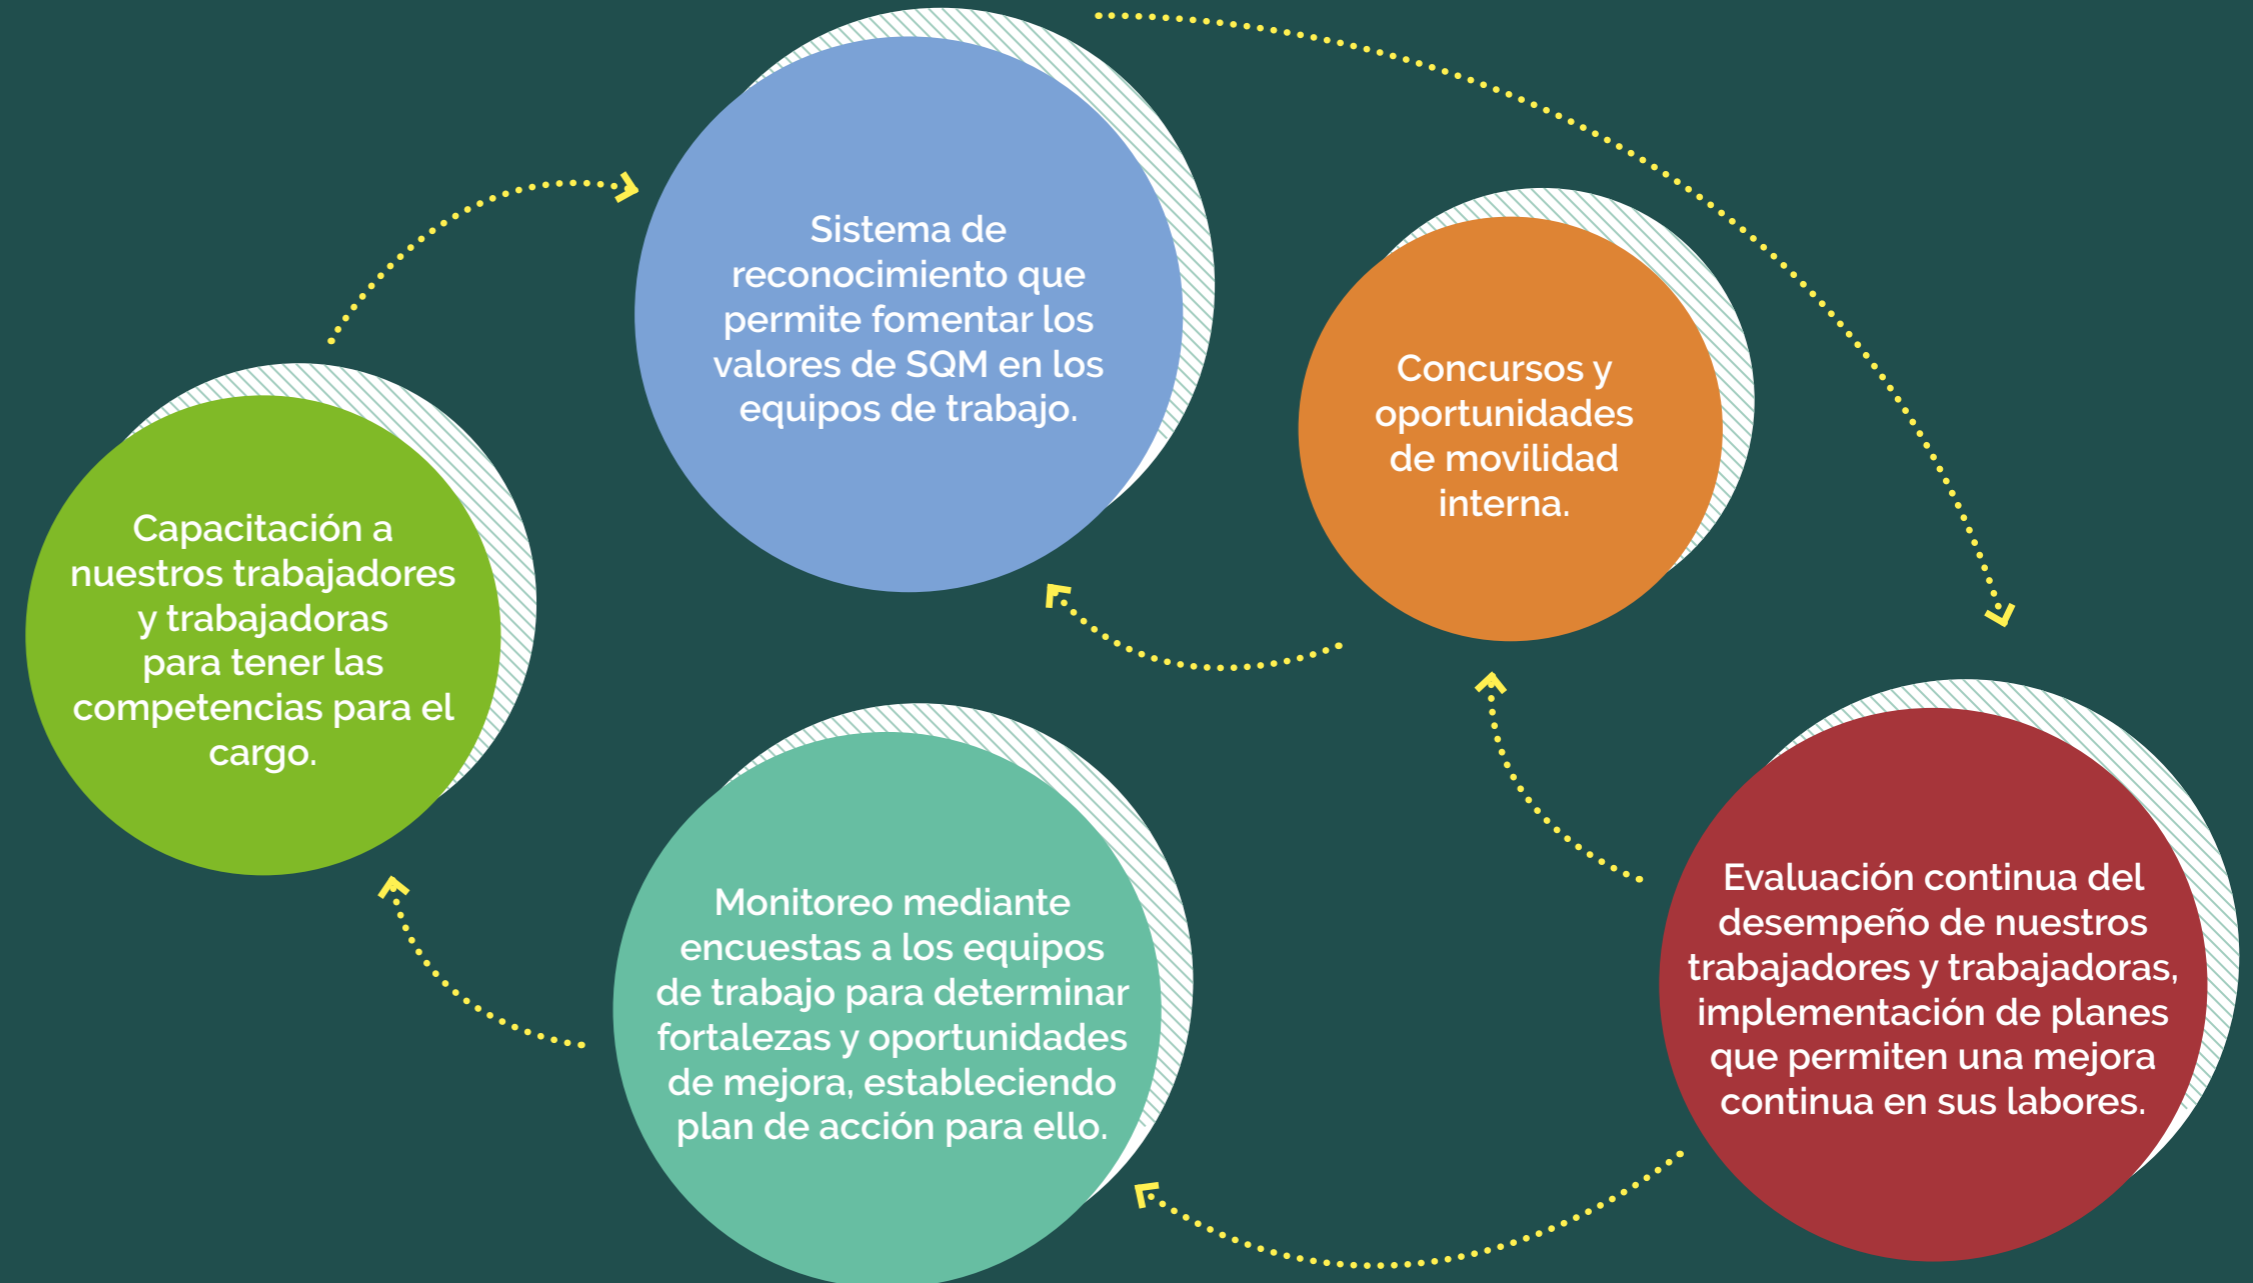 Sistema de
reconocimiento que
permite fomentar los
valores de SQM en los
equipos de trabajo.
Concursos y
oportunidades
de movilidad
interna.
Capacitación a
nuestros trabajadores
y trabajadoras
para tener las
competencias para el
cargo.
Monitoreo mediante
encuestas a los equipos
de trabajo para determinar
fortalezas y oportunidades
de mejora, estableciendo
plan de acción para ello.
Evaluación continua del
desempeño de nuestros
trabajadores y trabajadoras,
implementación de planes
que permiten una mejora
continua en sus labores.